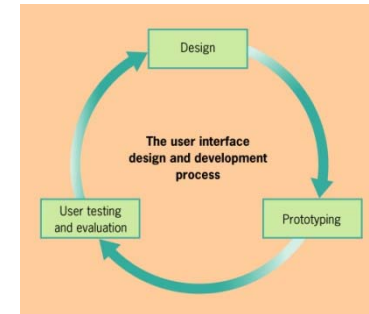 Design
The user interface
design and development
process
User testing
and evaluation
Prototyping